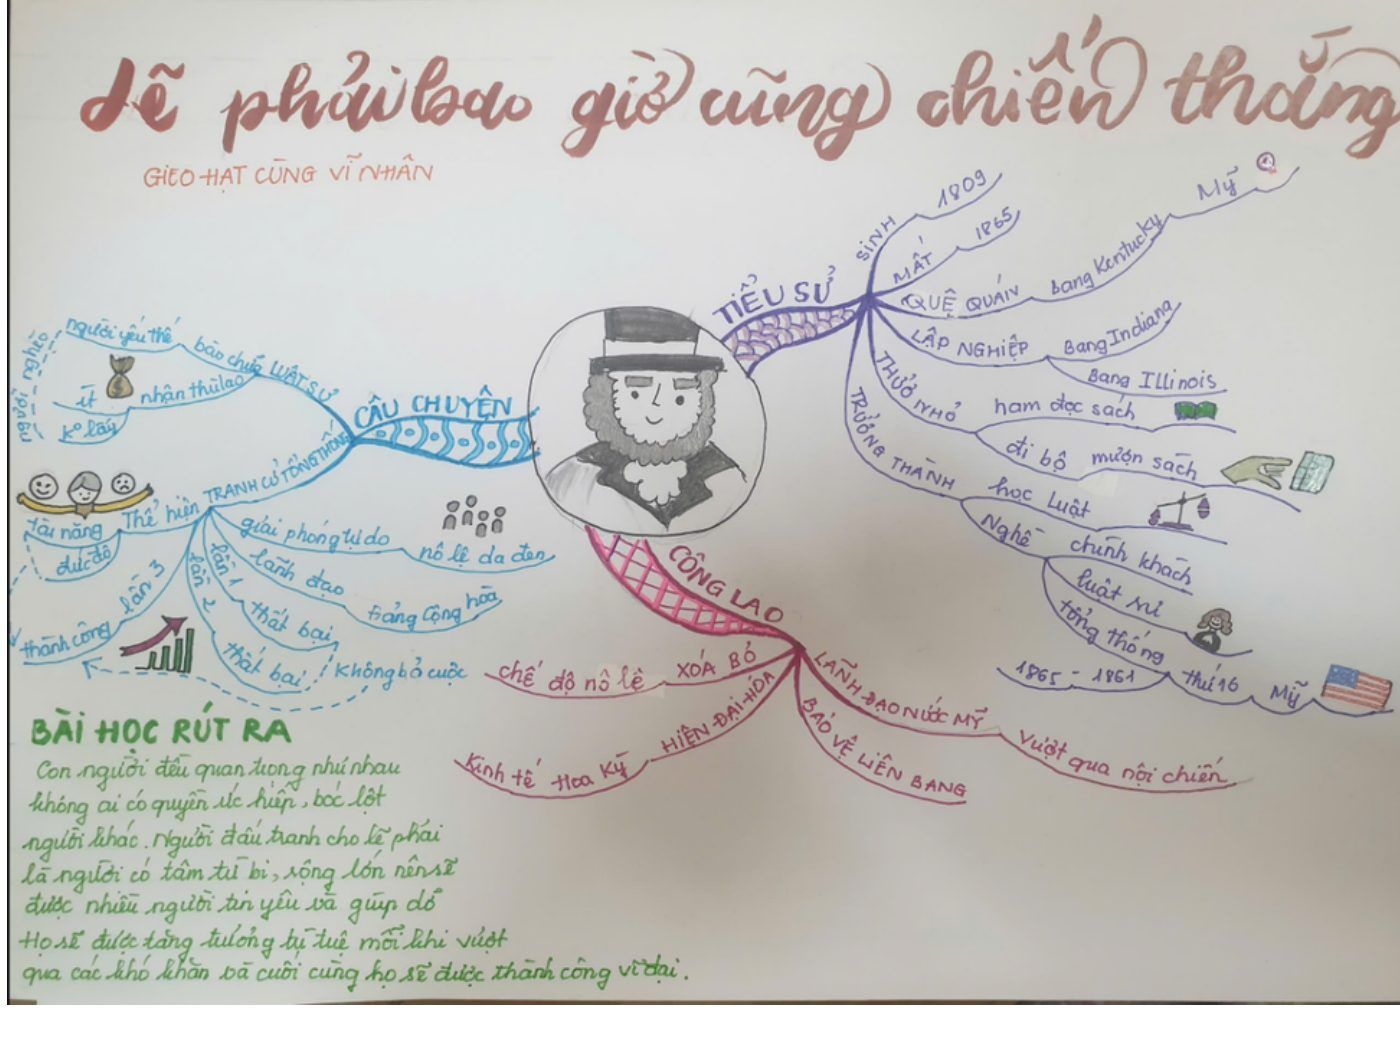 Lẽ phải bao giờ cũng chiến thắng
GIEO HẠT CÙNG VĨ NHÂN
TIỂU SỬ
SINH
1809
MẤT
1865
QUÊ QUÁN
Bang Kentucky
Mỹ
LẬP NGHIỆP
Bang Indiana
Bang Illinois
THUỞ NHỎ
ham đọc sách
đi bộ mượn sách
TRƯỞNG THÀNH
học Luật
Nghề
chính khách
luật sư
tổng thống
thứ 16
Mỹ
1865 - 1861
CÂU CHUYỆN
LUẬT SƯ
bào chữa
người yếu thế
nhận thù lao
ít
ko lấy
người nghèo
TRANH CỬ TỔNG THỐNG
Thể hiện
tài năng
đức độ
giải phóng tự do
nô lệ da đen
lãnh đạo
Đảng Cộng hòa
lần 1
thất bại
lần 2
thất bại
lần 3
thành công
Không bỏ cuộc
CÔNG LAO
XÓA BỎ
chế độ nô lệ
HIỆN ĐẠI HÓA
Kinh tế Hoa Kỳ
BẢO VỆ LIÊN BANG
LÃNH ĐẠO NƯỚC MỸ
Vượt qua nội chiến
BÀI HỌC RÚT RA
Con người đều quan trọng như nhau
không ai có quyền ức hiếp, bóc lột
người khác. Người đấu tranh cho lẽ phải
là người có tâm từ bi, sộng lớn nên sẽ
được nhiều người tin yêu và giúp đỡ
Họ sẽ được tăng tưởng tự tuệ mỗi khi vượt
qua các khó khăn và cuối cùng họ sẽ được thành công vĩ đại.